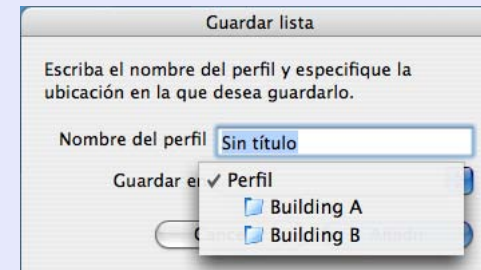 Guardar lista
Escriba el nombre del perfil y especifique la
ubicación en la que desea guardarlo.
Nombre del perfil Sin título
Guardar en ✓ Perfil
Building A
Building B